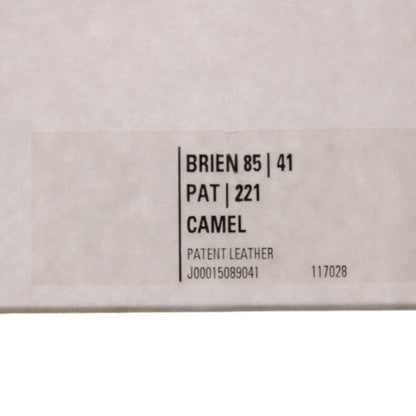 BRIEN 85 | 41
PAT | 221
CAMEL
PATENT LEATHER
J00015089041 117028